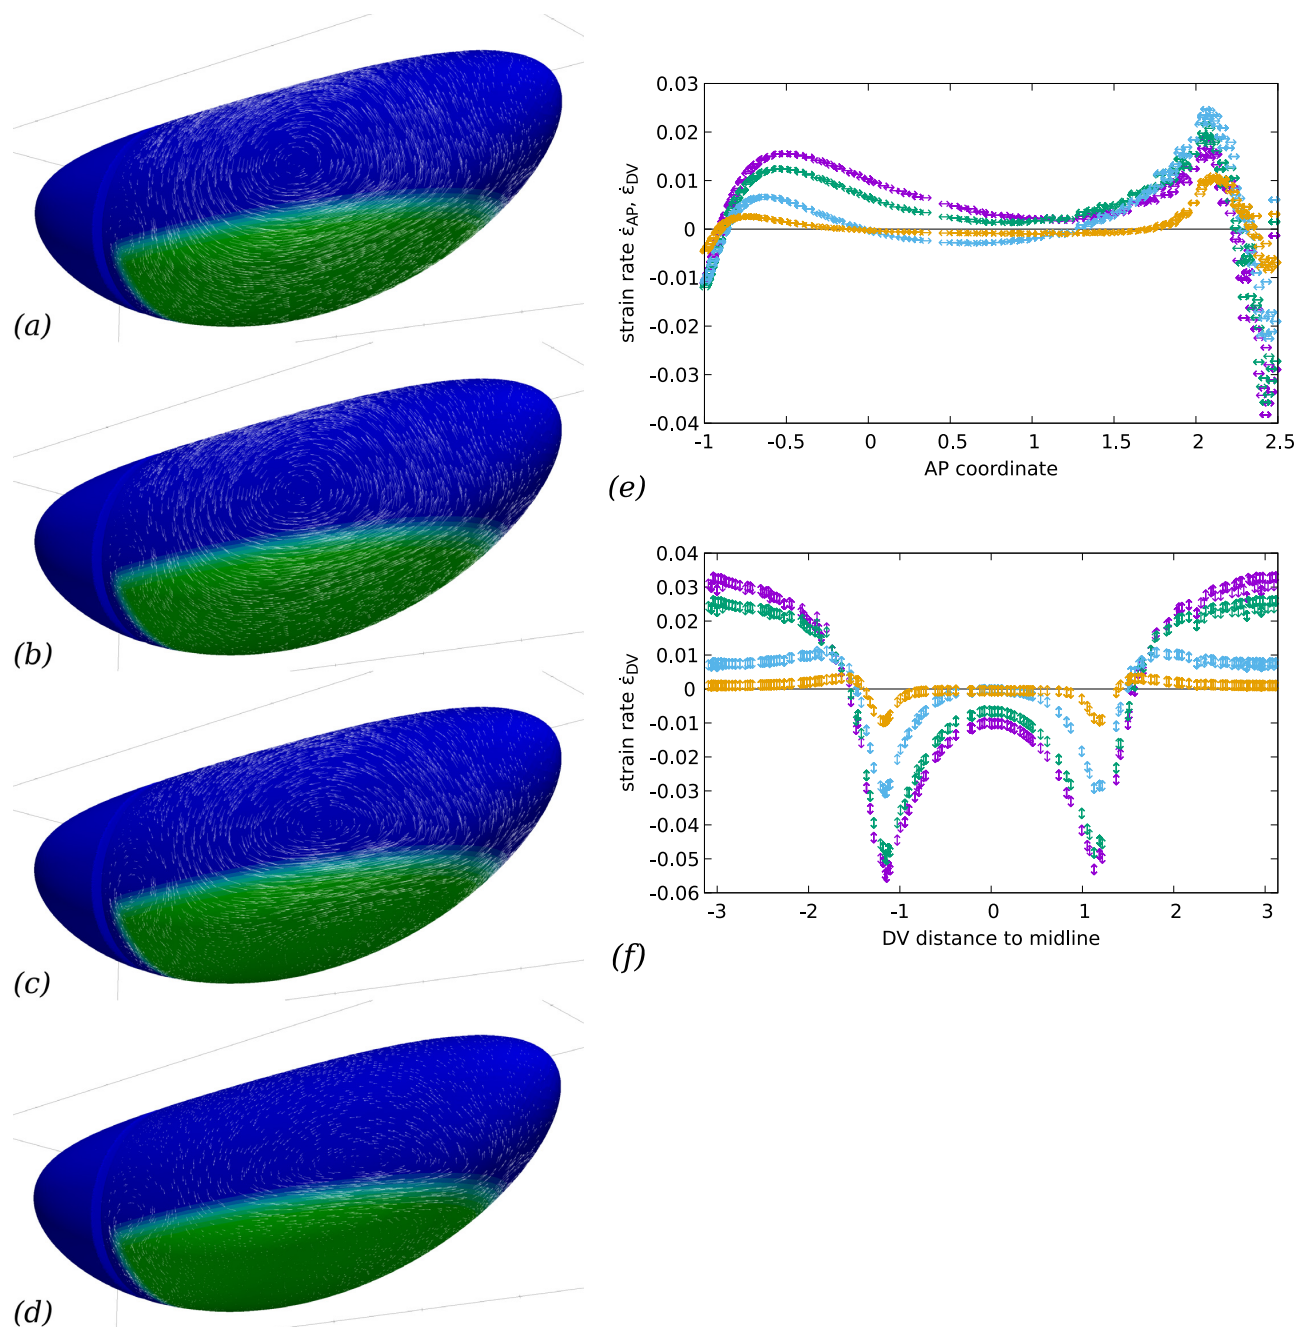 (a)
(b)
(c)
(d)
strain rate ε̇AP, ε̇DV
0.03
0.02
0.01
0
-0.01
-0.02
-0.03
-0.04
-1 -0.5 0 0.5 1 1.5 2 2.5
AP coordinate
(e)
strain rate ε̇DV
0.04
0.03
0.02
0.01
0
-0.01
-0.02
-0.03
-0.04
-0.05
-0.06
-3 -2 -1 0 1 2 3
DV distance to midline
(f)